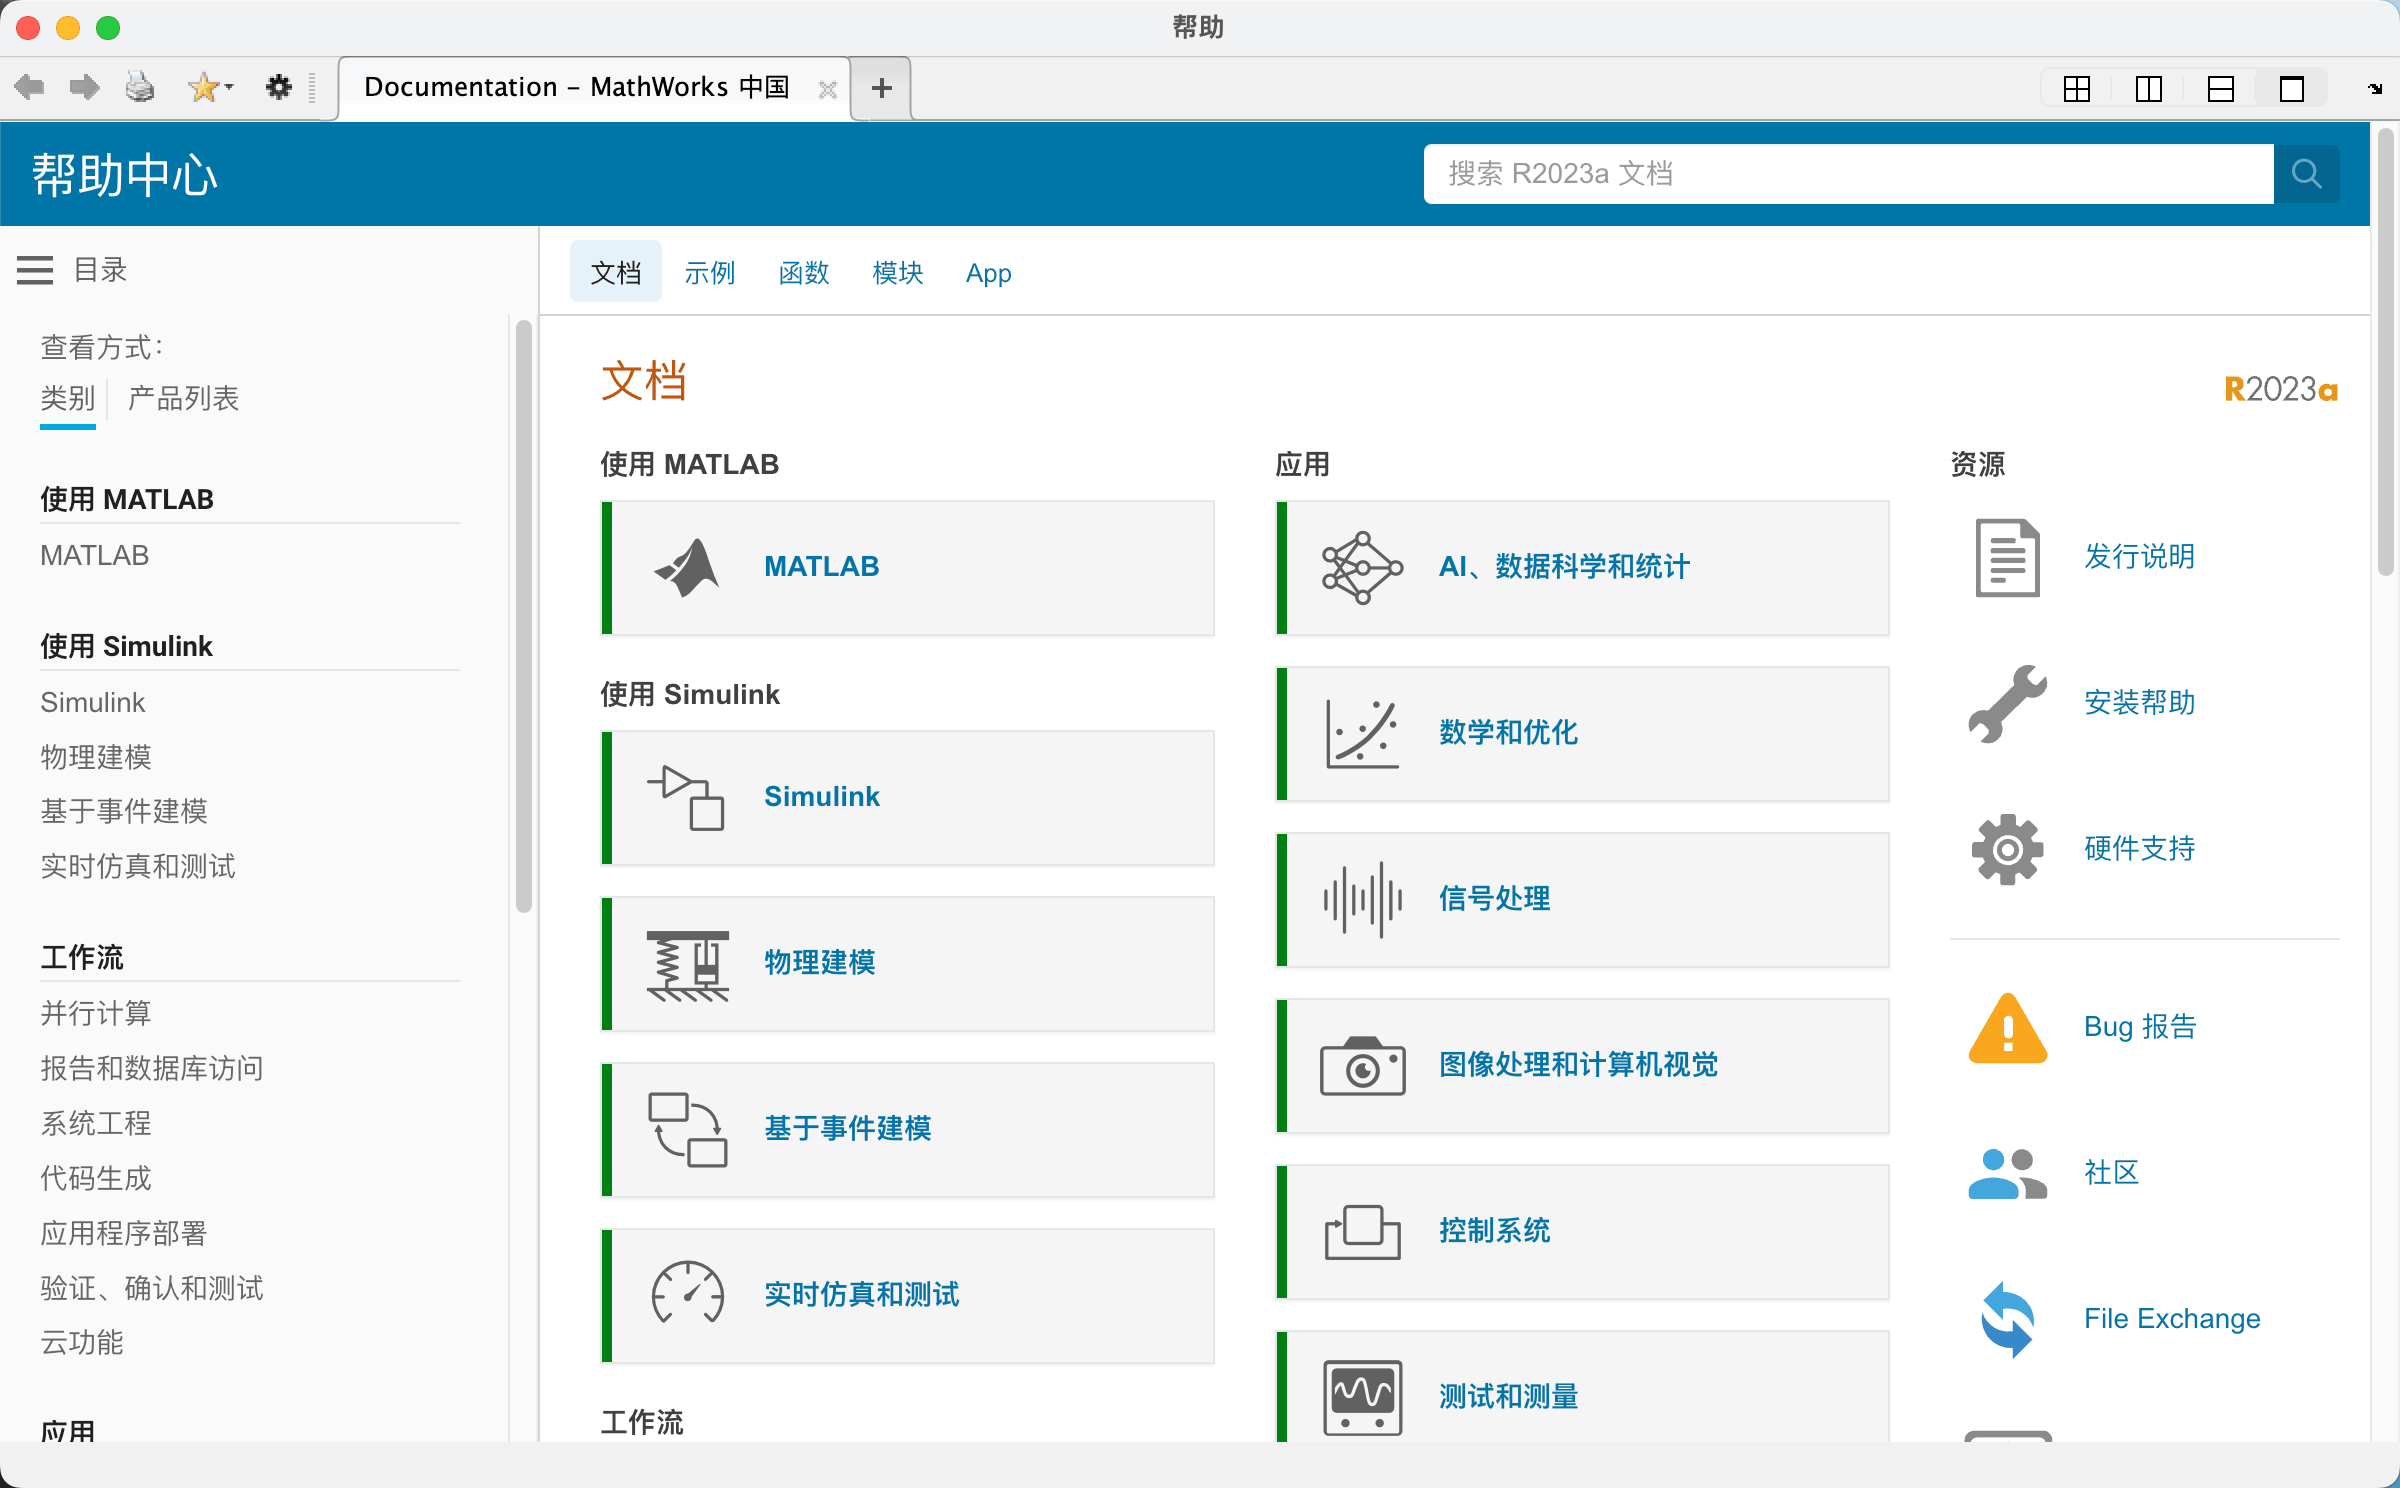 帮助
Documentation – MathWorks 中国
帮助中心
搜索 R2023a 文档
目录
文档
示例
函数
模块
App
查看方式：
类别
产品列表
使用 MATLAB
MATLAB
使用 Simulink
Simulink
物理建模
基于事件建模
实时仿真和测试
工作流
并行计算
报告和数据库访问
系统工程
代码生成
应用程序部署
验证、确认和测试
云功能
应用
文档
R2023a
使用 MATLAB
MATLAB
使用 Simulink
Simulink
物理建模
基于事件建模
实时仿真和测试
工作流
应用
AI、数据科学和统计
数学和优化
信号处理
图像处理和计算机视觉
控制系统
测试和测量
资源
发行说明
安装帮助
硬件支持
Bug 报告
社区
File Exchange